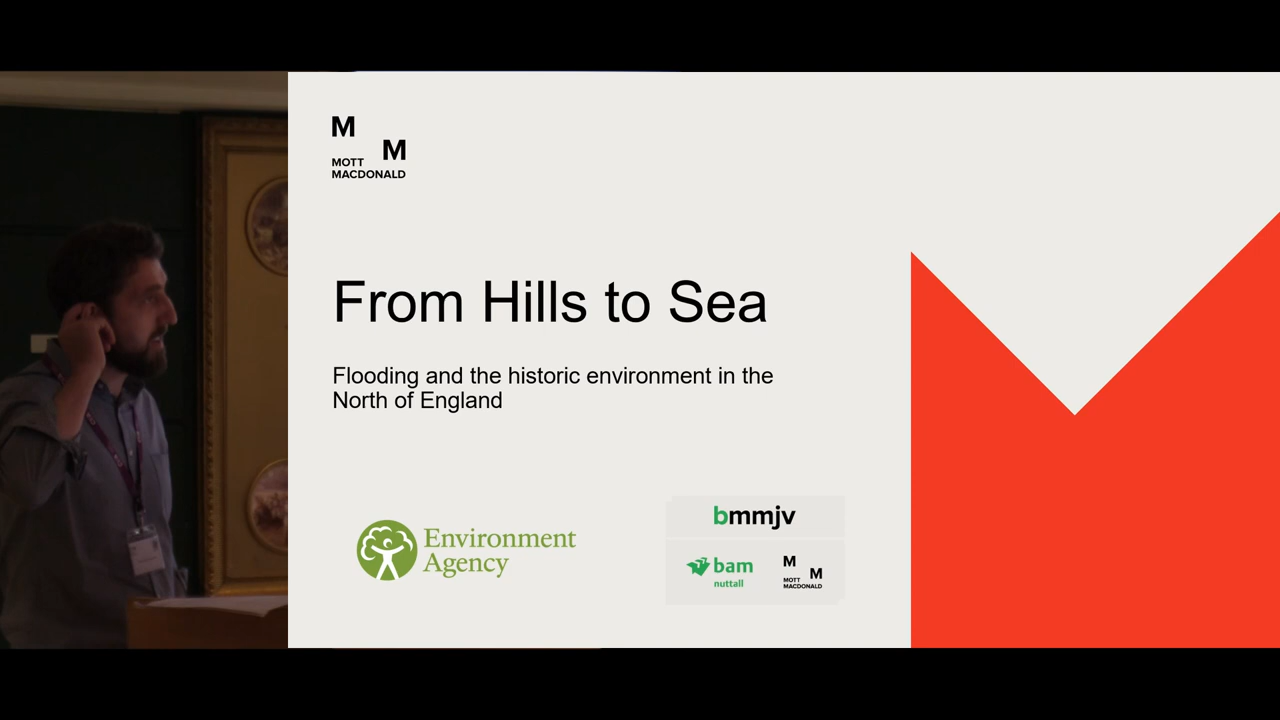 M
M
MOTT
MACDONALD
From Hills to Sea
Flooding and the historic environment in the
North of England
Environment
Agency
bmmjv
bam
nuttall
M
M
MOTT
MACDONALD